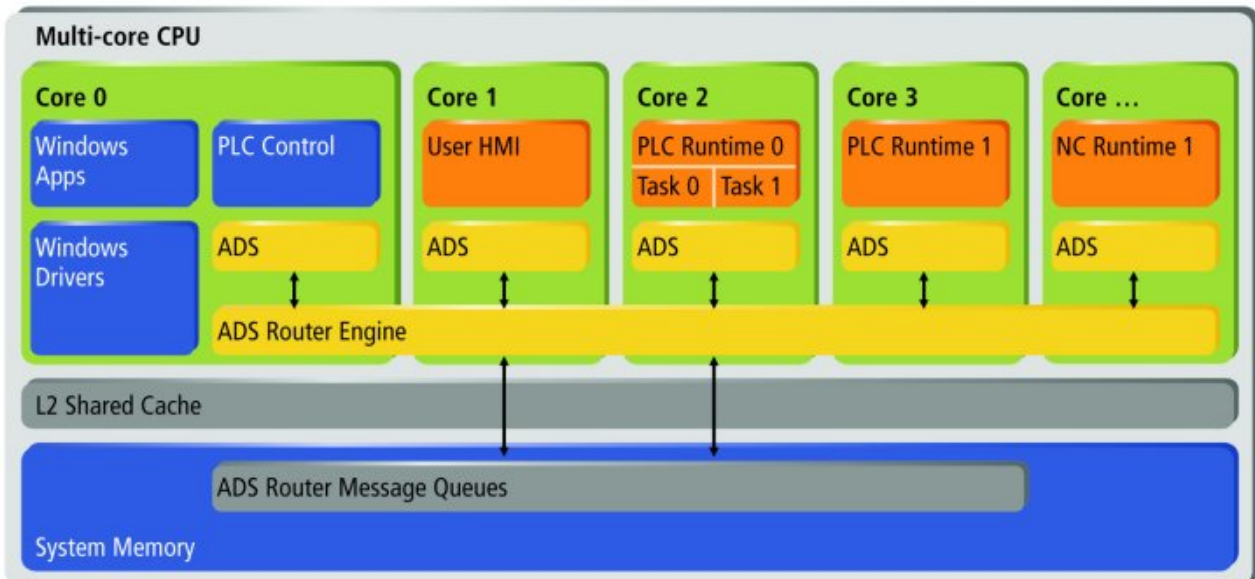 Multi-core CPU
Core 0
Core 1
Core 2
Core 3
Core ...
Windows
Apps
PLC Control
User HMI
PLC Runtime 0
Task 0
Task 1
PLC Runtime 1
NC Runtime 1
Windows
Drivers
ADS
ADS
ADS
ADS
ADS
ADS Router Engine
L2 Shared Cache
ADS Router Message Queues
System Memory